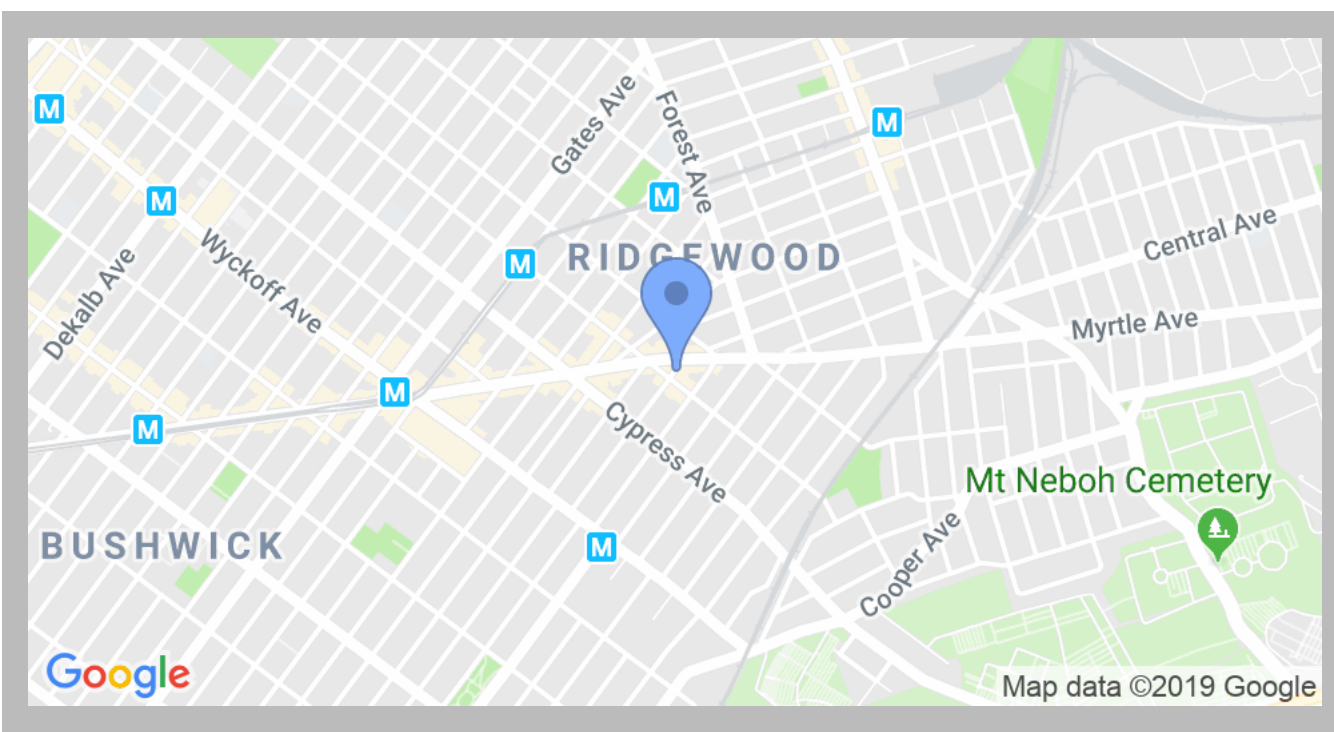 M
M
Gates Ave
Forest Ave
M
M
M
RIDGEWOOD
Central Ave
Wyckoff Ave
Dekalb Ave
Myrtle Ave
M
M
Cypress Ave
Mt Neboh Cemetery
BUSHWICK
M
Cooper Ave
Google
Map data ©2019 Google